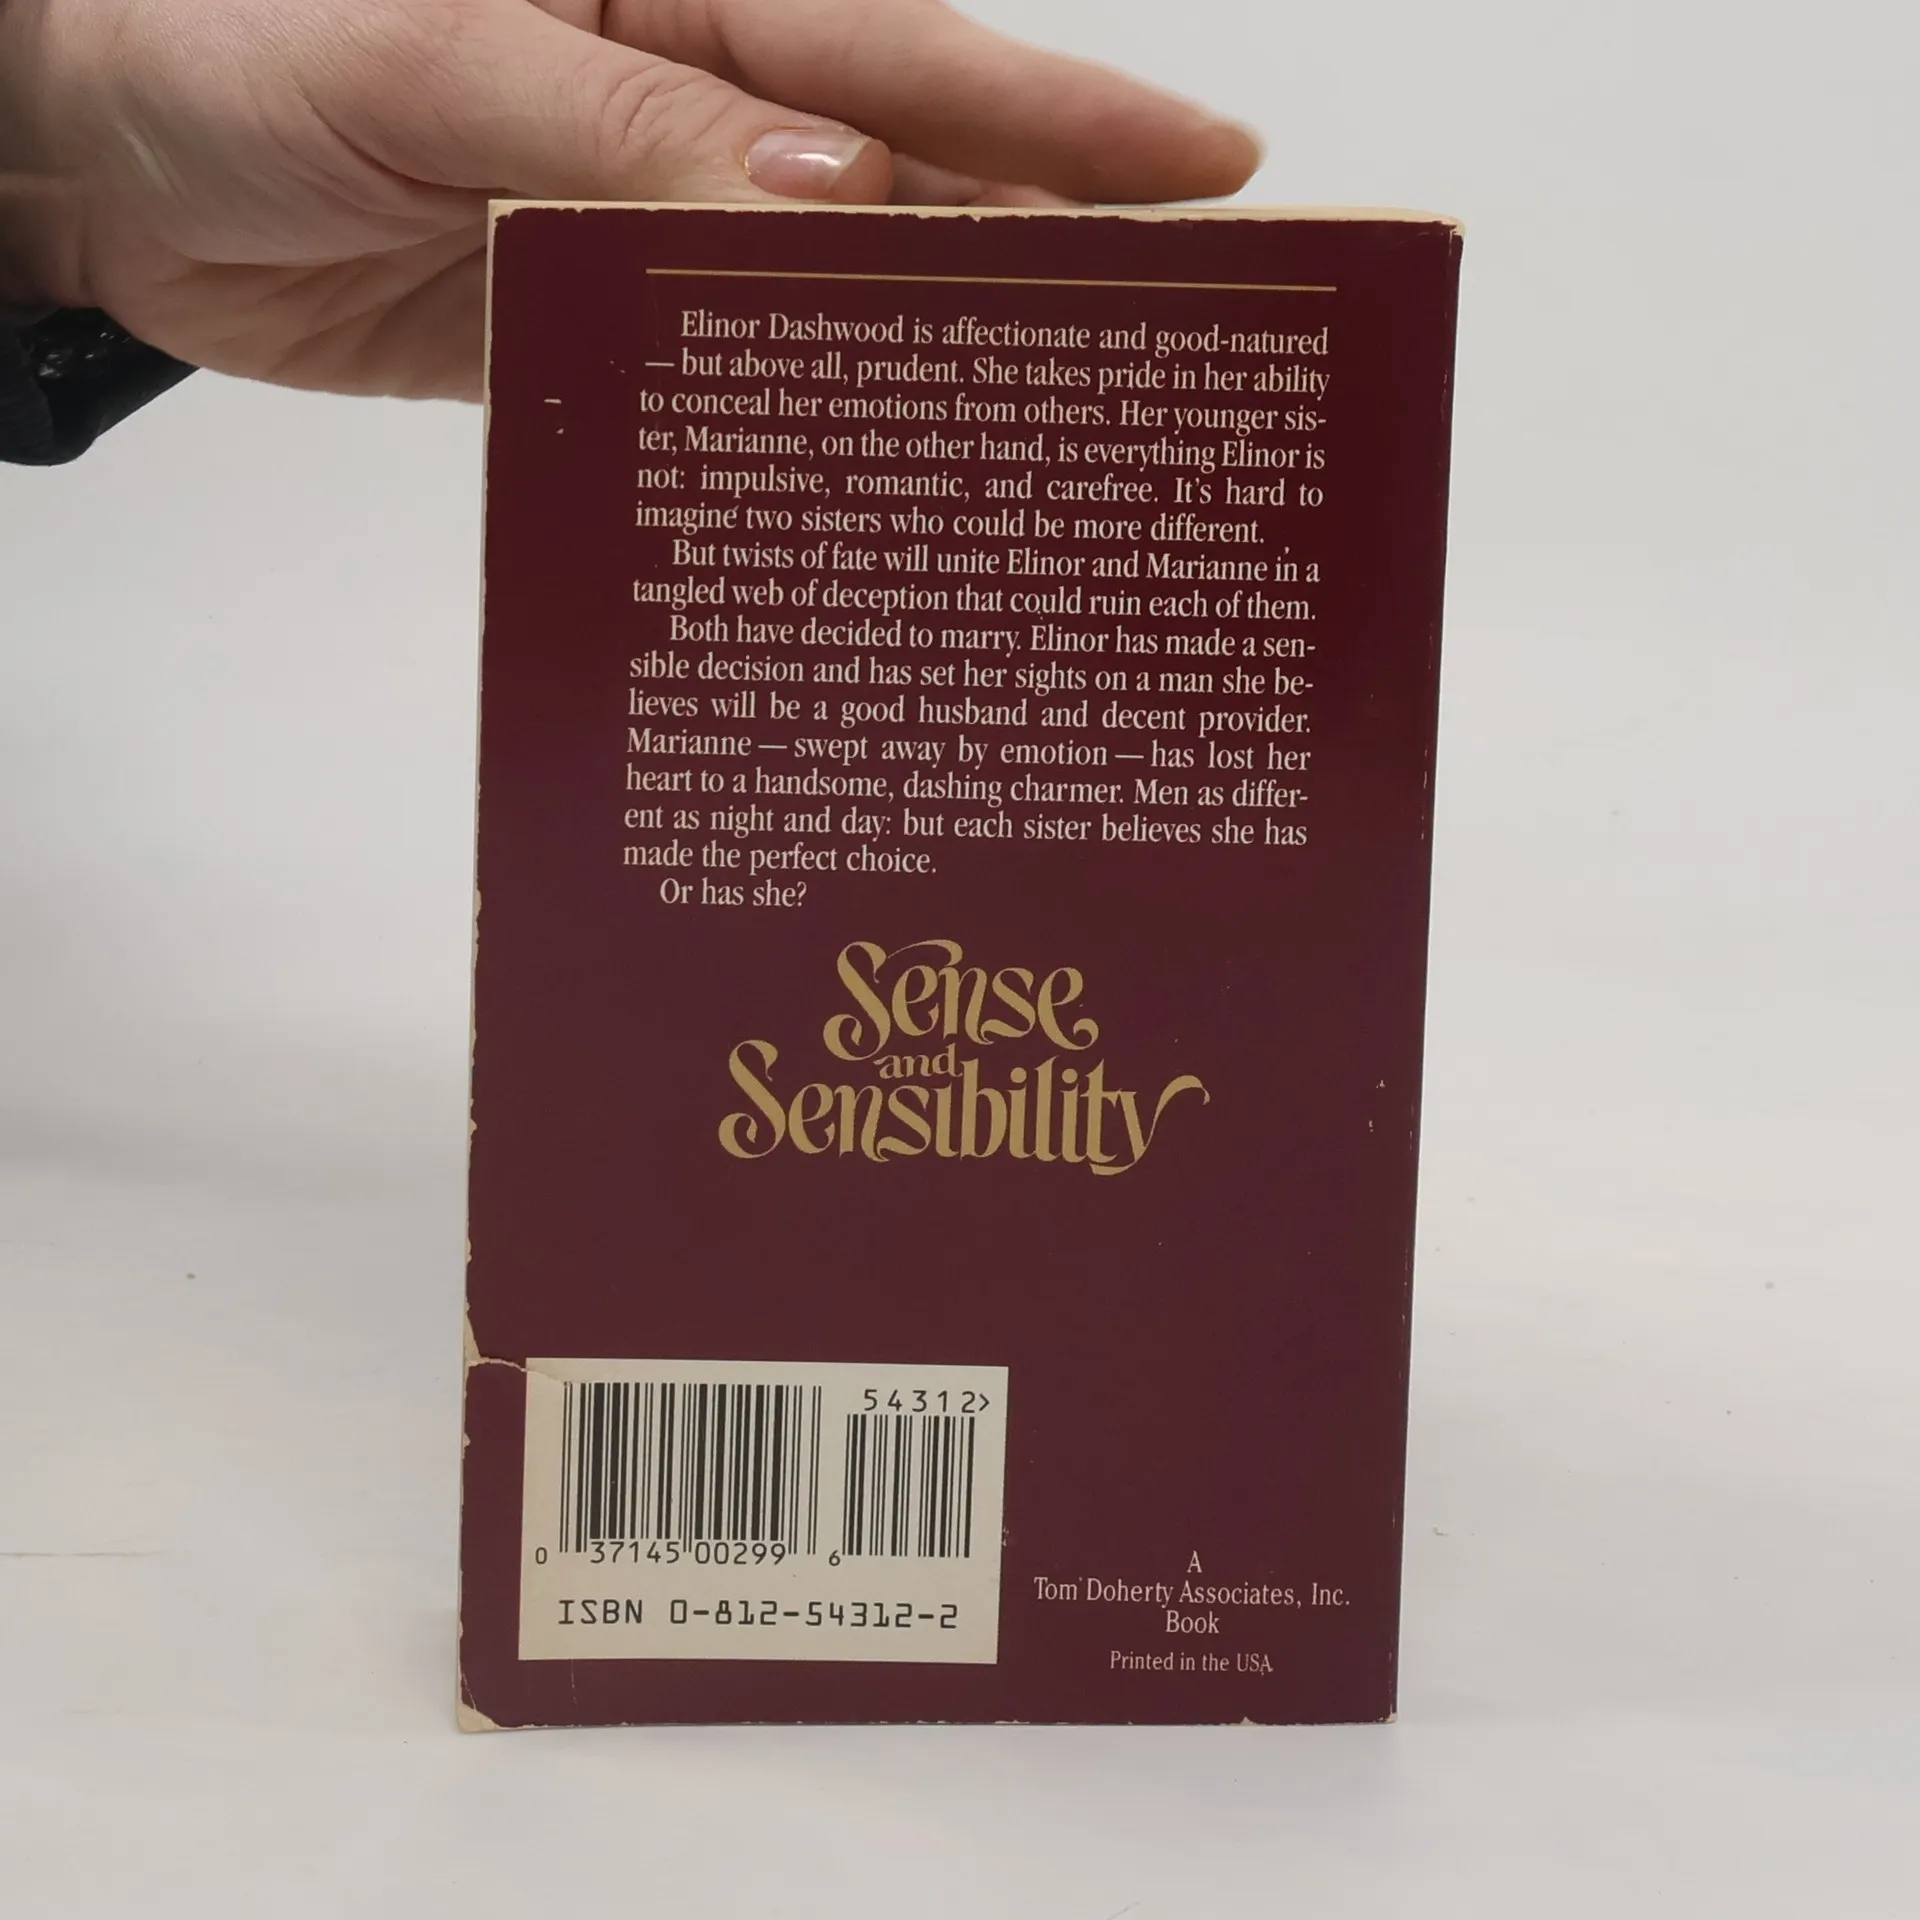 Elinor Dashwood is affectionate and good-natured
— but above all, prudent. She takes pride in her ability
to conceal her emotions from others. Her younger sis-
ter, Marianne, on the other hand, is everything Elinor is
not: impulsive, romantic, and carefree. It's hard to
imagine two sisters who could be more different.
But twists of fate will unite Elinor and Marianne in a
tangled web of deception that could ruin each of them.
Both have decided to marry. Elinor has made a sen-
sible decision and has set her sights on a man she be-
lieves will be a good husband and decent provider.
Marianne — swept away by emotion — has lost her
heart to a handsome, dashing charmer. Men as differ-
ent as night and day: but each sister believes she has
made the perfect choice.
Or has she?
Sense
and
Sensibility
54312>
0 37145 00299 6
ISBN 0-812-54312-2
A
Tom Doherty Associates, Inc.
Book
Printed in the USA